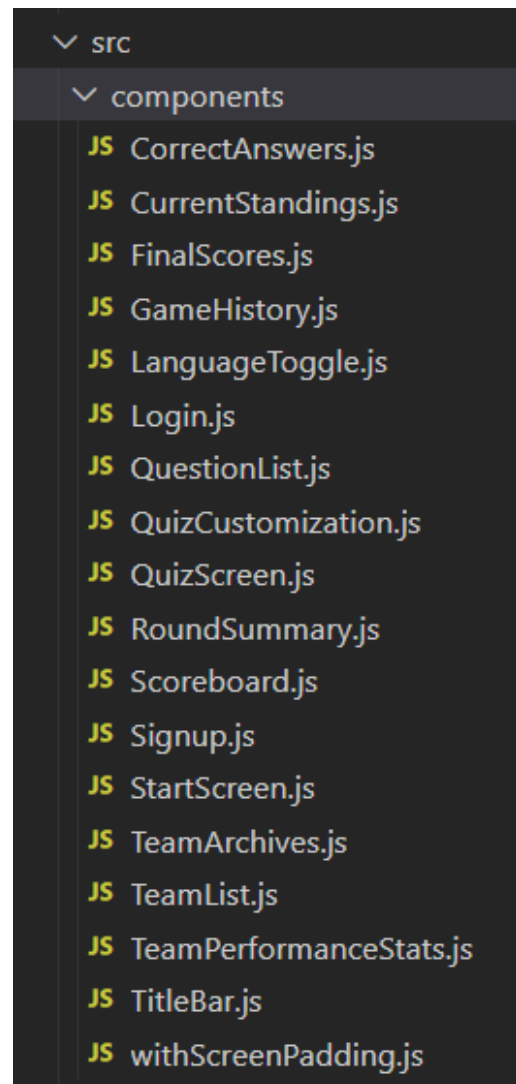 src
components
JS CorrectAnswers.js
JS CurrentStandings.js
JS FinalScores.js
JS GameHistory.js
JS LanguageToggle.js
JS Login.js
JS QuestionList.js
JS QuizCustomization.js
JS QuizScreen.js
JS RoundSummary.js
JS Scoreboard.js
JS Signup.js
JS StartScreen.js
JS TeamArchives.js
JS TeamList.js
JS TeamPerformanceStats.js
JS TitleBar.js
JS withScreenPadding.js